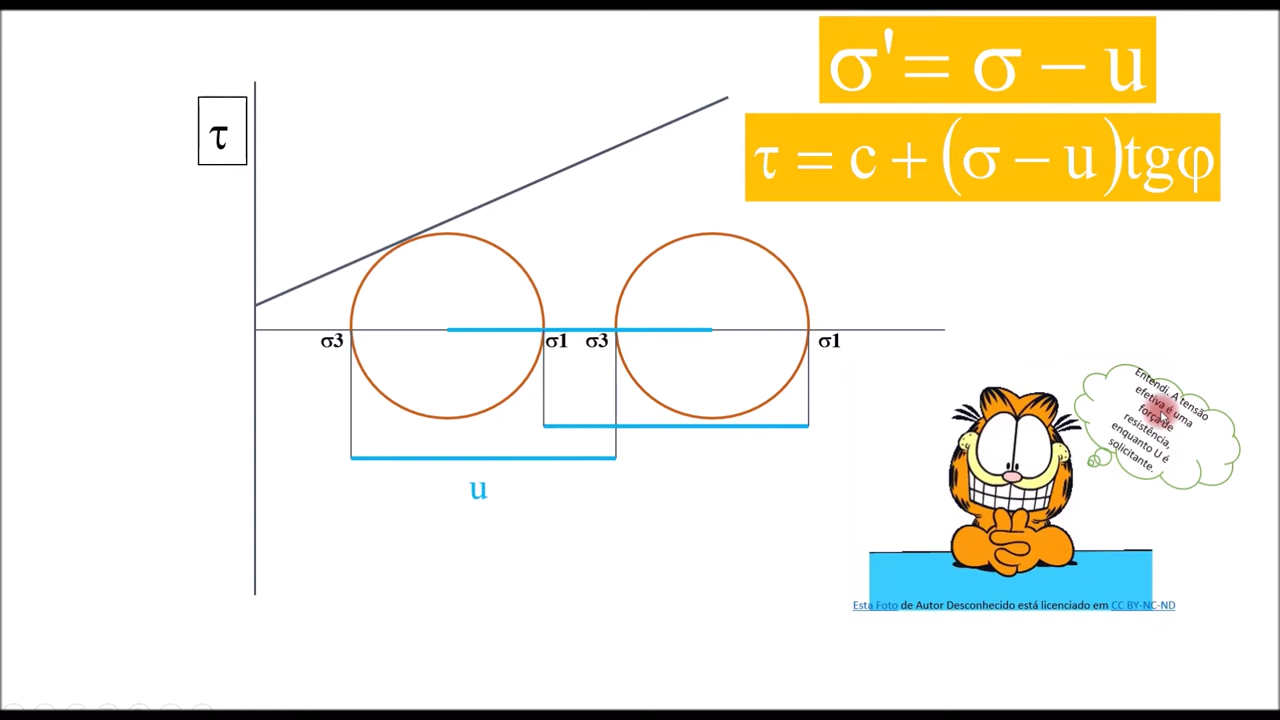 σ'= σ − u
τ = c + (σ − u)tgφ
τ
σ3
σ1
σ3
σ1
u
Entendi. A tensão
efetiva é uma
força de
resistência,
enquanto U é
solicitante.
Esta Foto de Autor Desconhecido está licenciado em CC BY-NC-ND